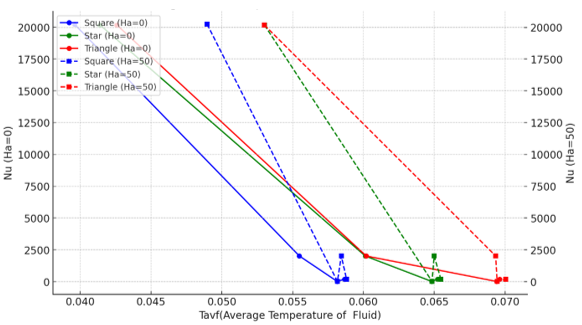 Square (Ha=0)
Star (Ha=0)
Triangle (Ha=0)
Square (Ha=50)
Star (Ha=50)
Triangle (Ha=50)
20000
17500
15000
12500
10000
7500
5000
2500
0
Nu (Ha=0)
20000
17500
15000
12500
10000
7500
5000
2500
0
Nu (Ha=50)
0.040 0.045 0.050 0.055 0.060 0.065 0.070
Tavf(Average Temperature of Fluid)